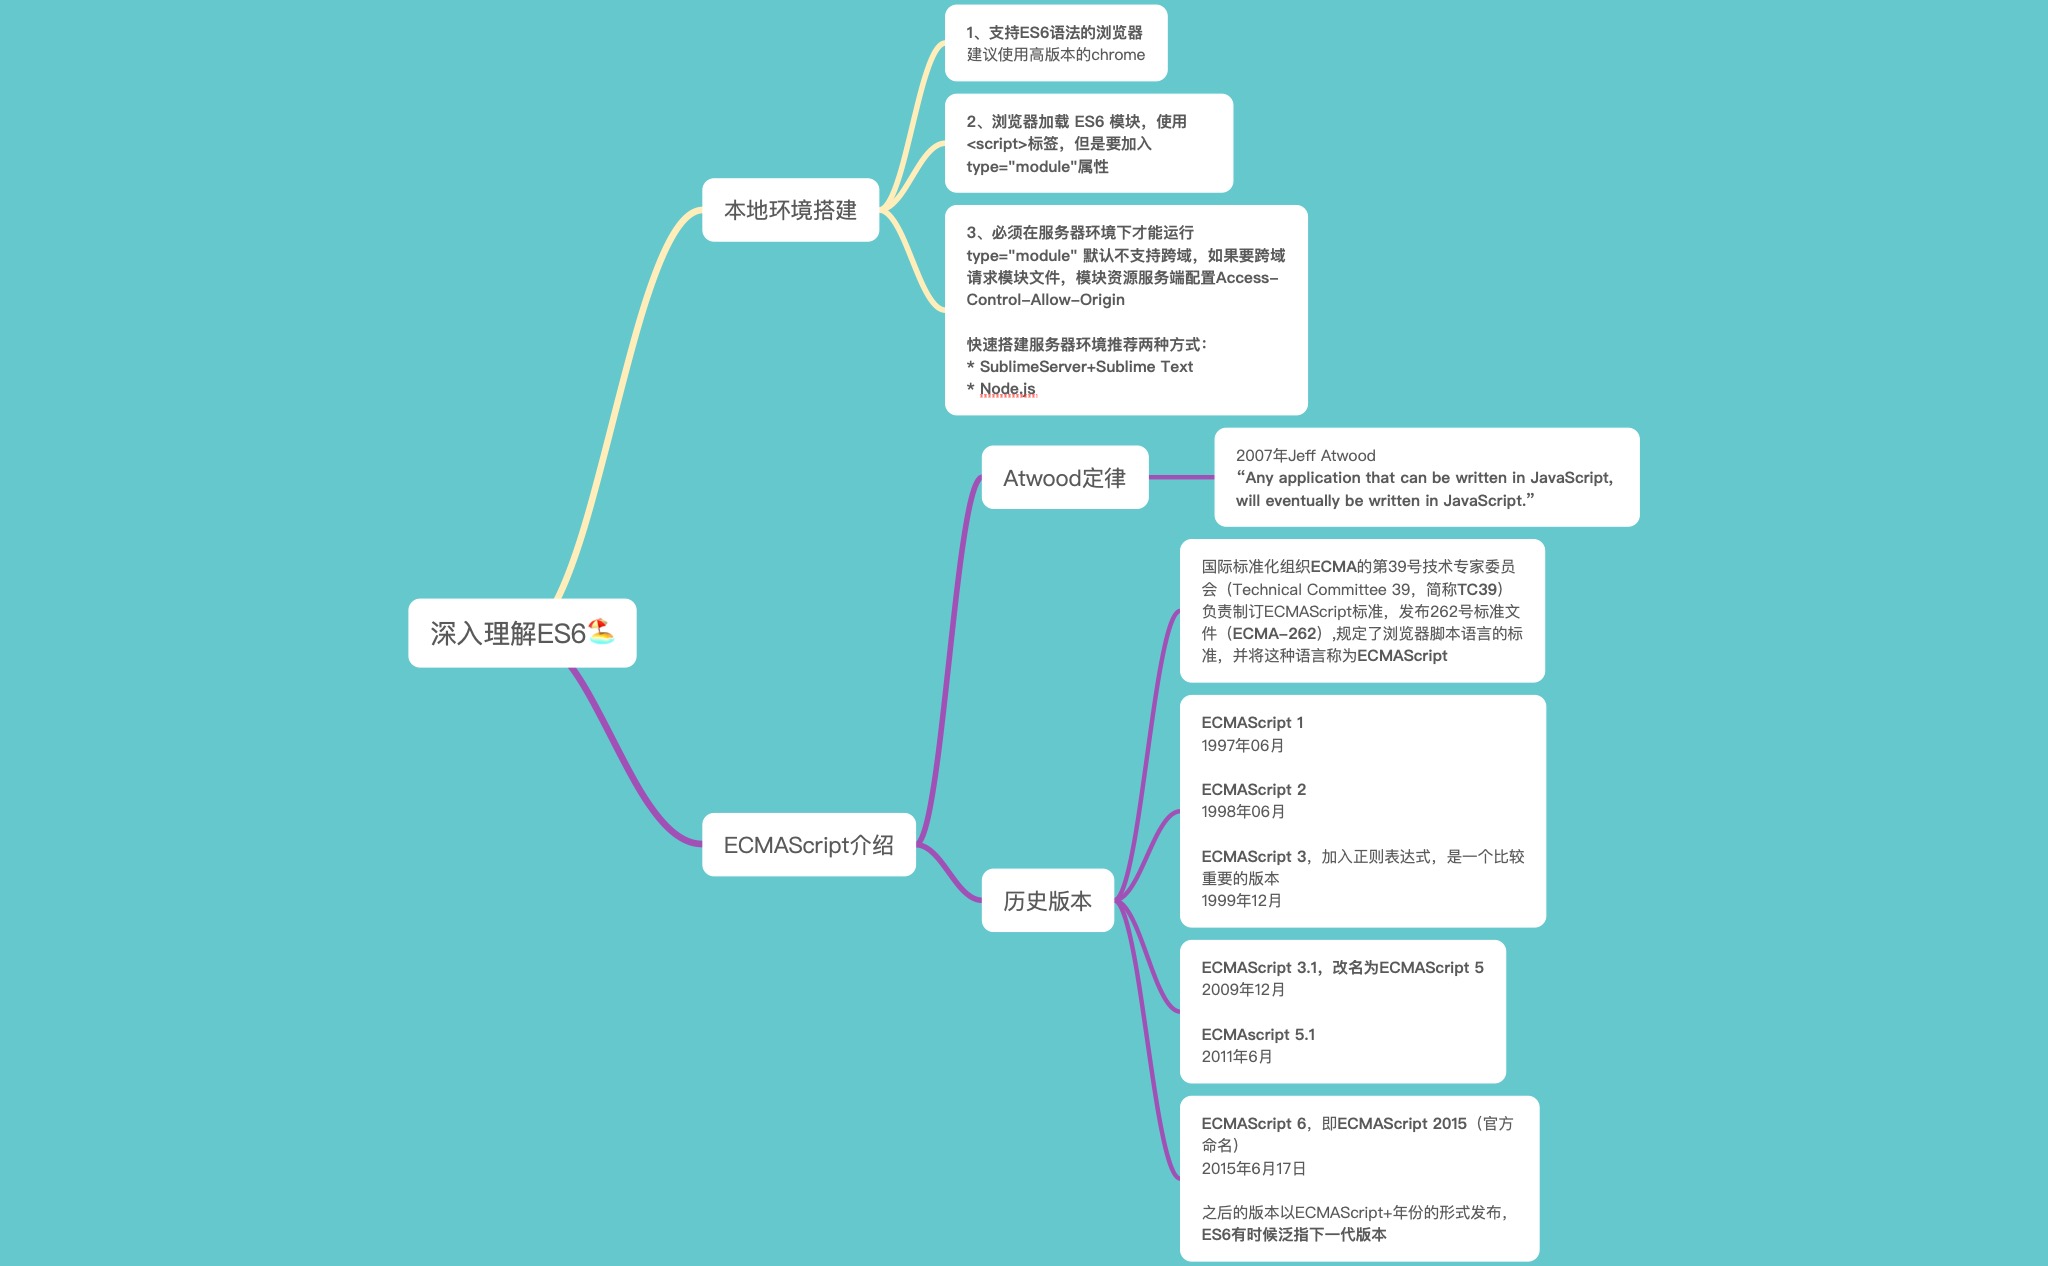 1、支持ES6语法的浏览器
建议使用高版本的chrome
2、浏览器加载 ES6 模块，使用
<script>标签，但是要加入
type="module"属性
本地环境搭建
3、必须在服务器环境下才能运行
type="module" 默认不支持跨域，如果要跨域
请求模块文件，模块资源服务端配置Access-
Control-Allow-Origin
快速搭建服务器环境推荐两种方式：
* SublimeServer+Sublime Text
* Node.js
Atwood定律
2007年Jeff Atwood
“Any application that can be written in JavaScript,
will eventually be written in JavaScript.”
深入理解ES6🏖
国际标准化组织ECMA的第39号技术专家委员
会（Technical Committee 39，简称TC39）
负责制订ECMAScript标准，发布262号标准文
件（ECMA-262）,规定了浏览器脚本语言的标
准，并将这种语言称为ECMAScript
ECMAScript介绍
历史版本
ECMAScript 1
1997年06月
ECMAScript 2
1998年06月
ECMAScript 3，加入正则表达式，是一个比较
重要的版本
1999年12月
ECMAScript 3.1，改名为ECMAScript 5
2009年12月
ECMAscript 5.1
2011年6月
ECMAScript 6，即ECMAScript 2015（官方
命名）
2015年6月17日
之后的版本以ECMAScript+年份的形式发布，
ES6有时候泛指下一代版本